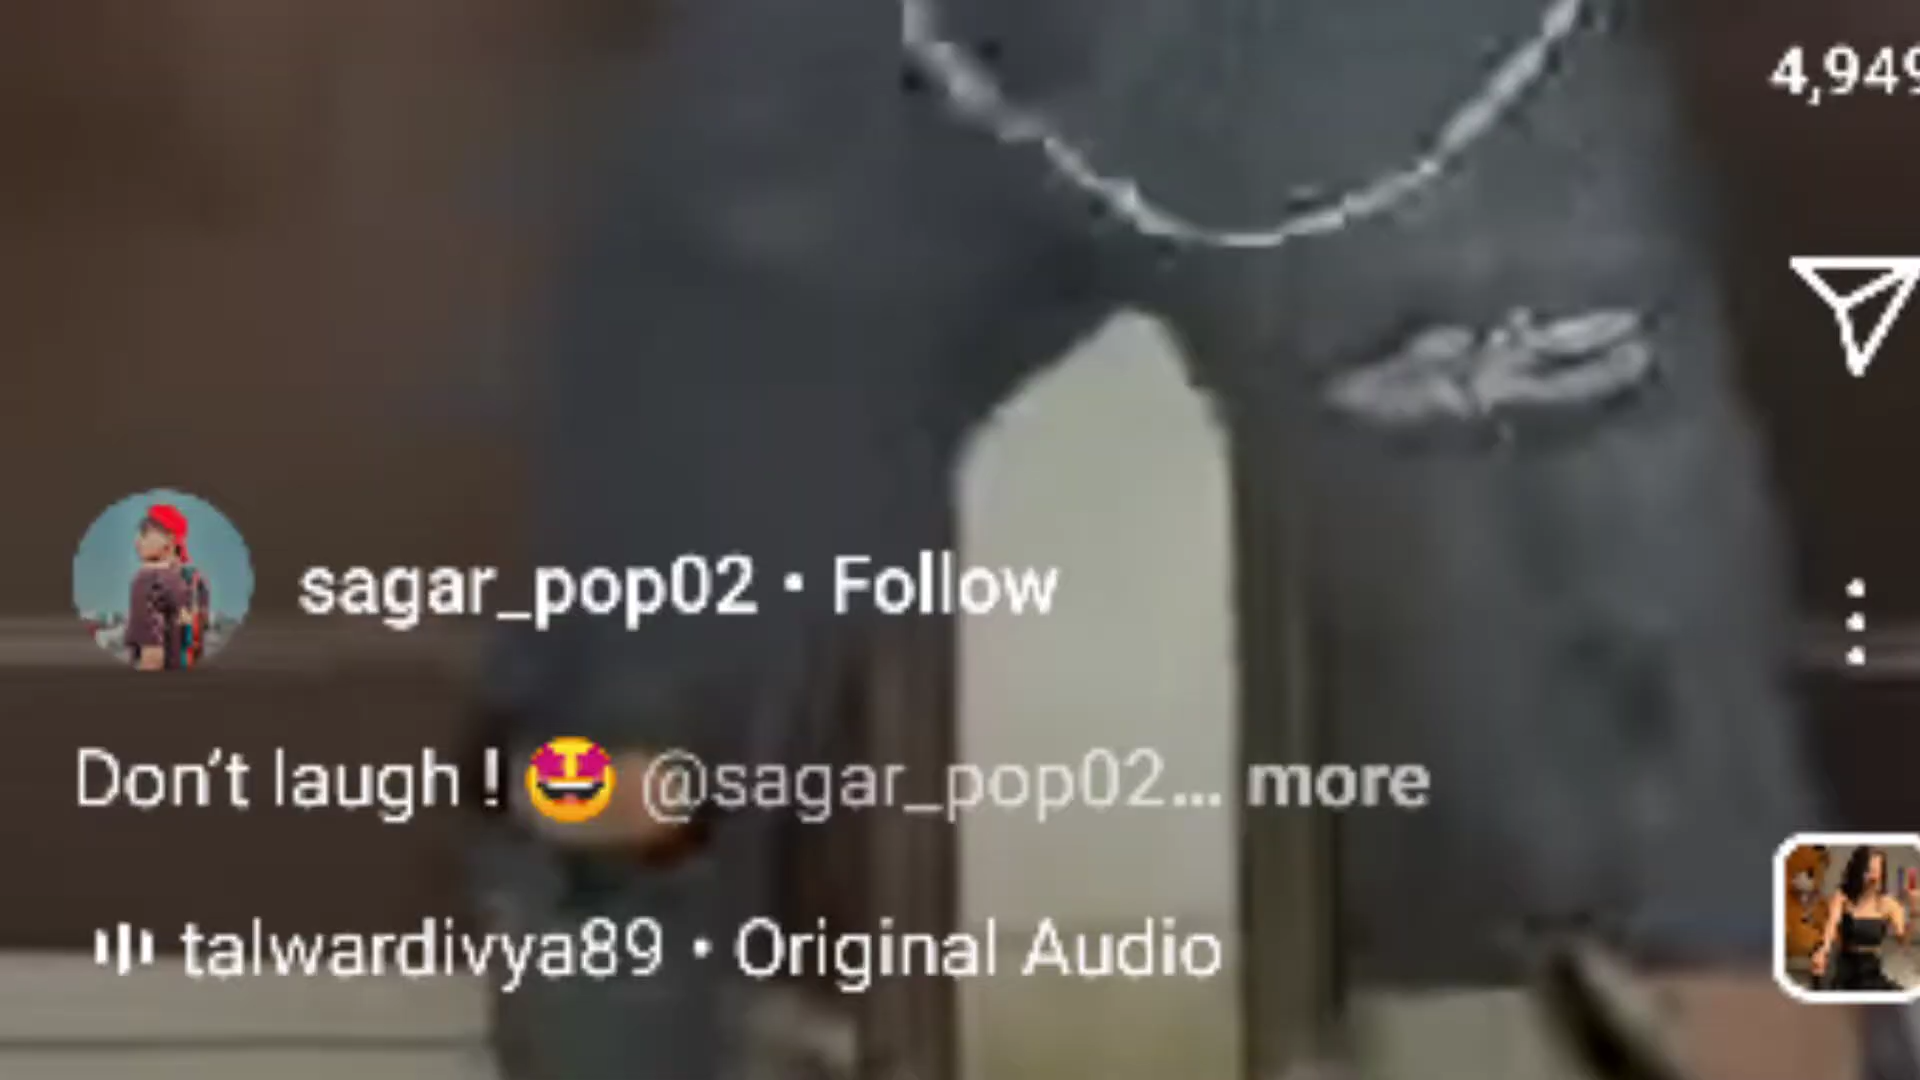 4,949
sagar_pop02 • Follow
Don't laugh ! 🤩 @sagar_pop02... more
talwardivya89 • Original Audio